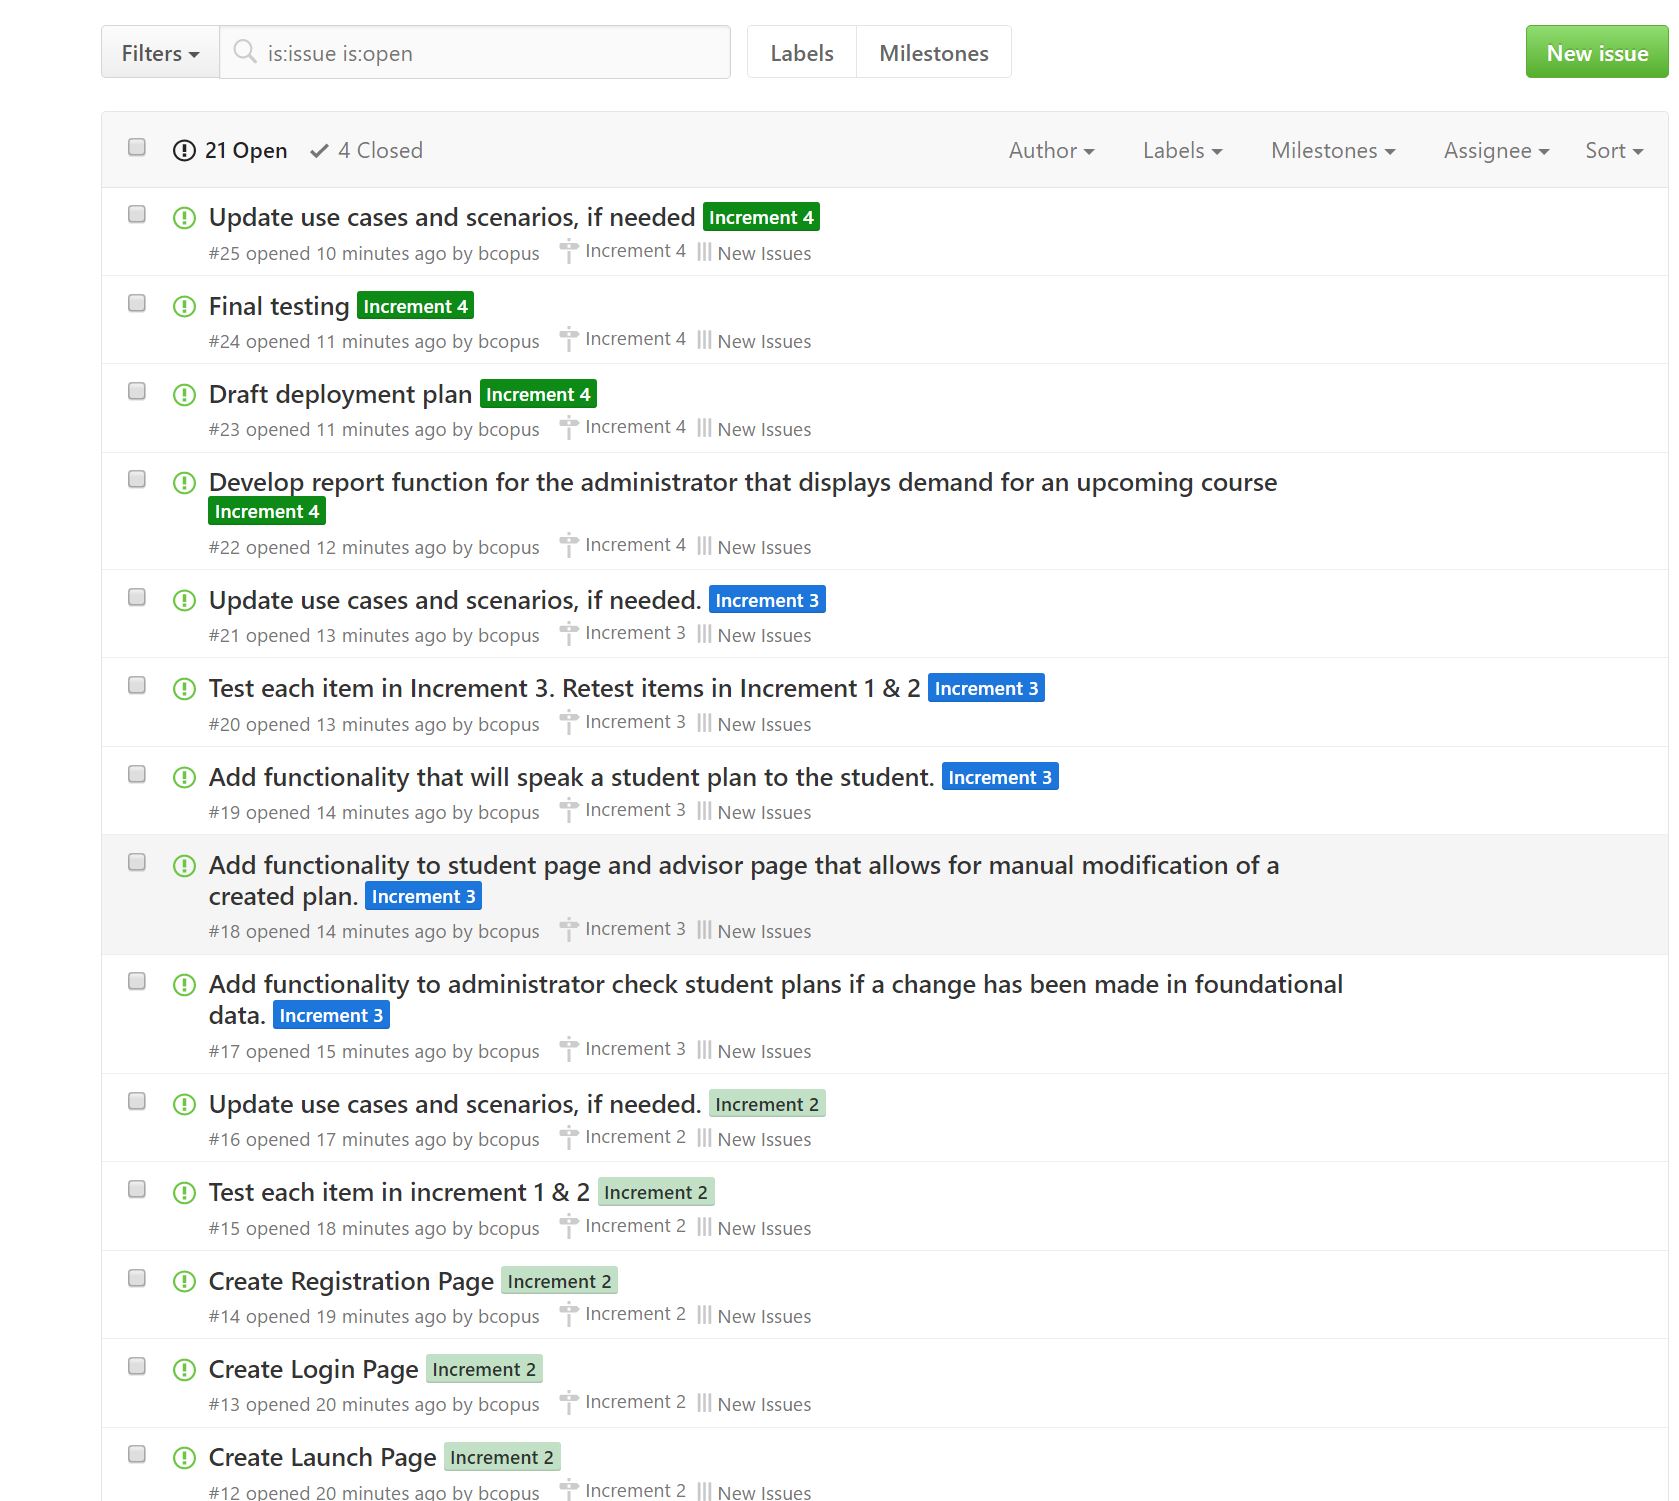 Filters is:issue is:open Labels Milestones New issue
21 Open 4 Closed Author Labels Milestones Assignee Sort
Update use cases and scenarios, if needed Increment 4
#25 opened 10 minutes ago by bcopus Increment 4 New Issues
Final testing Increment 4
#24 opened 11 minutes ago by bcopus Increment 4 New Issues
Draft deployment plan Increment 4
#23 opened 11 minutes ago by bcopus Increment 4 New Issues
Develop report function for the administrator that displays demand for an upcoming course
Increment 4
#22 opened 12 minutes ago by bcopus Increment 4 New Issues
Update use cases and scenarios, if needed. Increment 3
#21 opened 13 minutes ago by bcopus Increment 3 New Issues
Test each item in Increment 3. Retest items in Increment 1 & 2 Increment 3
#20 opened 13 minutes ago by bcopus Increment 3 New Issues
Add functionality that will speak a student plan to the student. Increment 3
#19 opened 14 minutes ago by bcopus Increment 3 New Issues
Add functionality to student page and advisor page that allows for manual modification of a
created plan. Increment 3
#18 opened 14 minutes ago by bcopus Increment 3 New Issues
Add functionality to administrator check student plans if a change has been made in foundational
data. Increment 3
#17 opened 15 minutes ago by bcopus Increment 3 New Issues
Update use cases and scenarios, if needed. Increment 2
#16 opened 17 minutes ago by bcopus Increment 2 New Issues
Test each item in increment 1 & 2 Increment 2
#15 opened 18 minutes ago by bcopus Increment 2 New Issues
Create Registration Page Increment 2
#14 opened 19 minutes ago by bcopus Increment 2 New Issues
Create Login Page Increment 2
#13 opened 20 minutes ago by bcopus Increment 2 New Issues
Create Launch Page Increment 2
#12 opened 20 minutes ago by bcopus Increment 2 New Issues